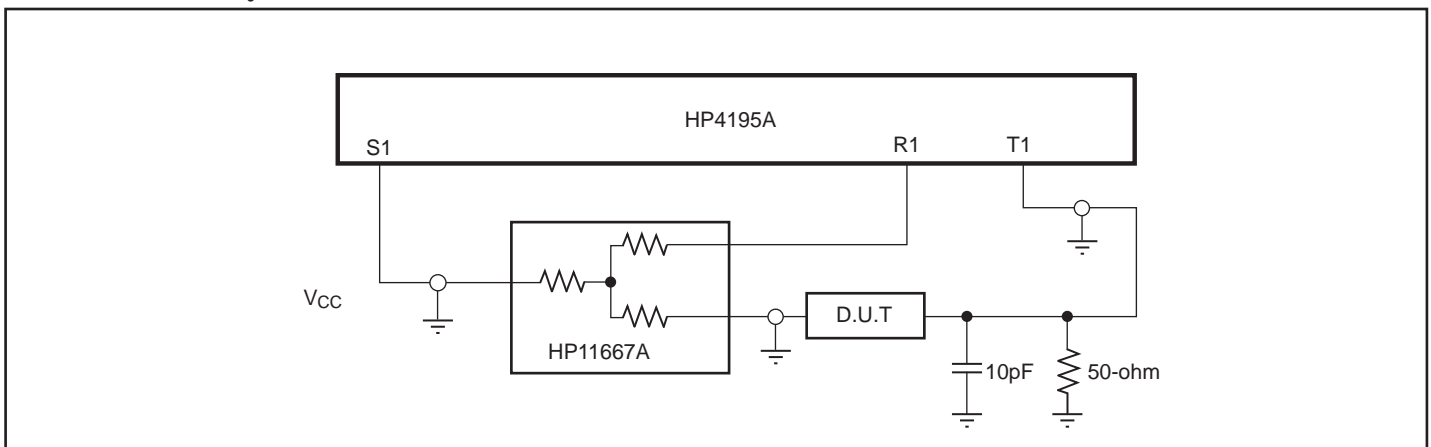 HP4195A
S1
R1
T1
VCC
HP11667A
D.U.T
10pF
50-ohm